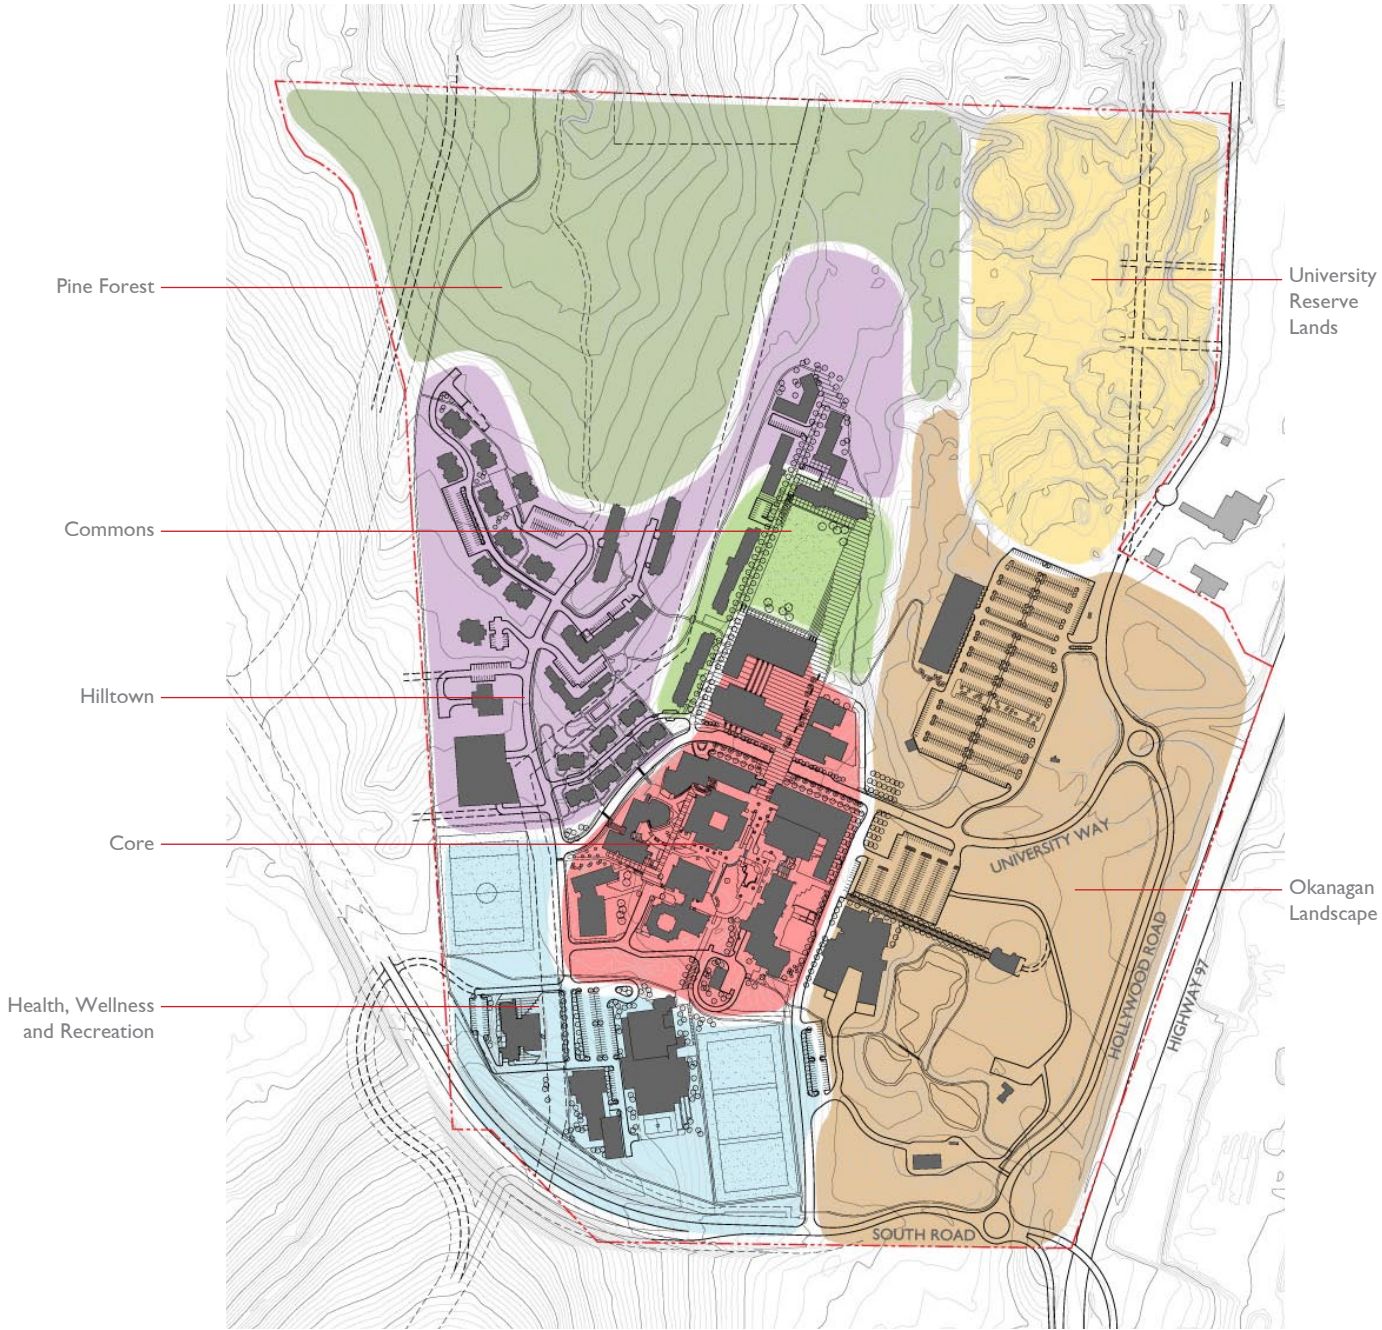 Pine Forest
University
Reserve
Lands
Commons
Hilltown
Core
UNIVERSITY WAY
Okanagan
Landscape
HOLLYWOOD ROAD
HIGHWAY 97
Health, Wellness
and Recreation
SOUTH ROAD